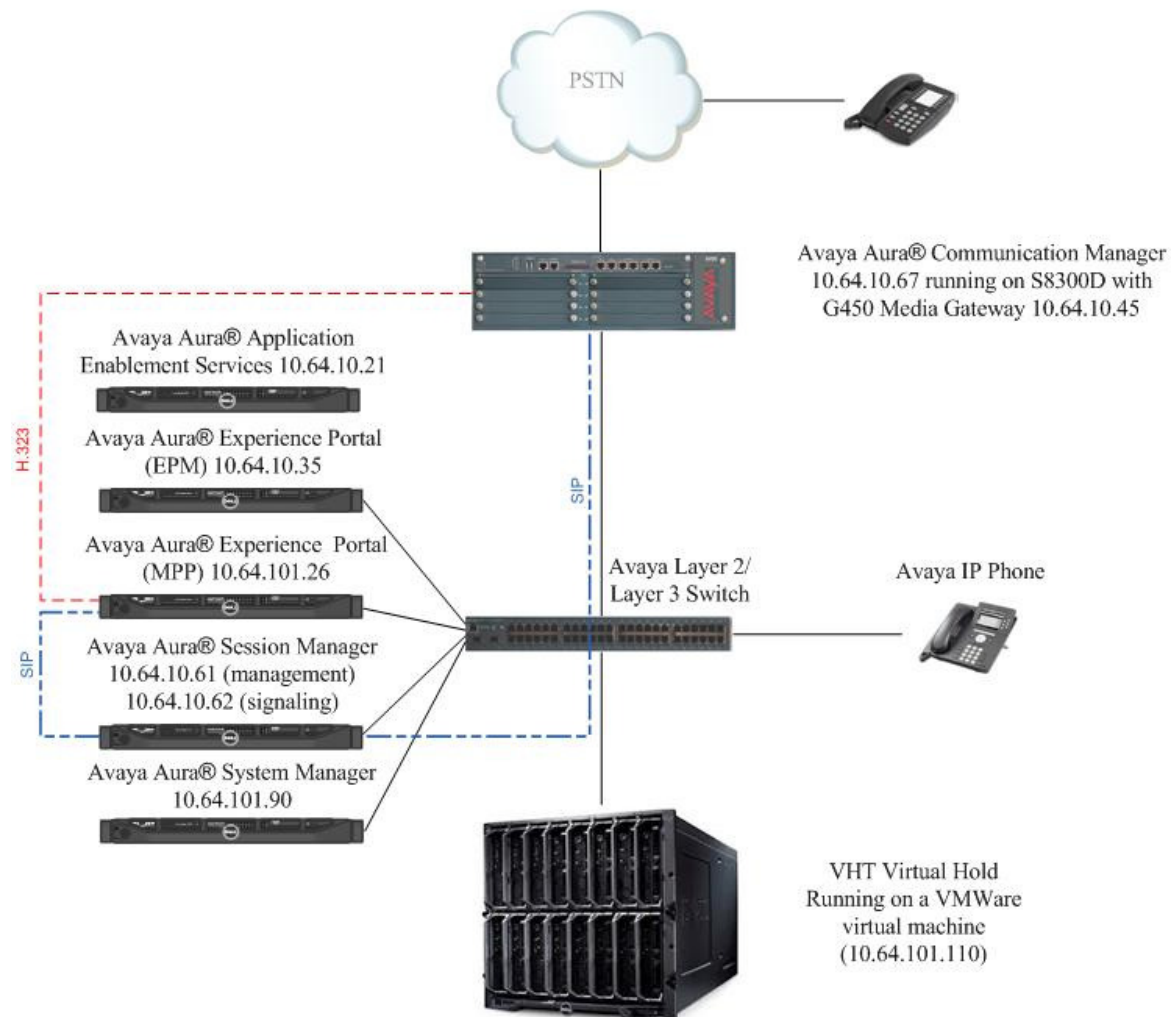 PSTN
Avaya Aura® Communication Manager
10.64.10.67 running on S8300D with
G450 Media Gateway 10.64.10.45
AVAYA
Avaya Aura® Application
Enablement Services 10.64.10.21
H.323
Avaya Aura® Experience Portal
(EPM) 10.64.10.35
SIP
Avaya Aura® Experience Portal
(MPP) 10.64.101.26
Avaya Layer 2/
Layer 3 Switch
Avaya IP Phone
SIP
Avaya Aura® Session Manager
10.64.10.61 (management)
10.64.10.62 (signaling)
Avaya Aura® System Manager
10.64.101.90
VHT Virtual Hold
Running on a VMWare
virtual machine
(10.64.101.110)